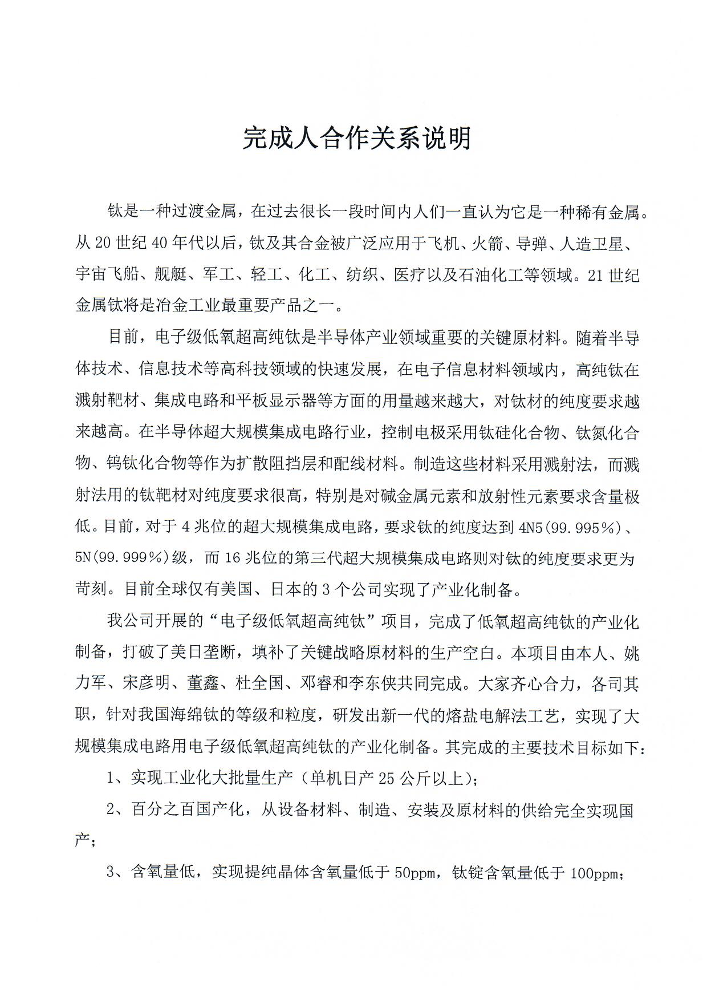 完成人合作关系说明
钛是一种过渡金属，在过去很长一段时间内人们一直认为它是一种稀有金属。
从 20 世纪 40 年代以后，钛及其合金被广泛应用于飞机、火箭、导弹、人造卫星、
宇宙飞船、舰艇、军工、轻工、化工、纺织、医疗以及石油化工等领域。21 世纪
金属钛将是冶金工业最重要产品之一。
目前，电子级低氧超高纯钛是半导体产业领域重要的关键原材料。随着半导
体技术、信息技术等高科技领域的快速发展，在电子信息材料领域内，高纯钛在
溅射靶材、集成电路和平板显示器等方面的用量越来越大，对钛材的纯度要求越
来越高。在半导体超大规模集成电路行业，控制电极采用钛硅化合物、钛氮化合
物、钨钛化合物等作为扩散阻挡层和配线材料。制造这些材料采用溅射法，而溅
射法用的钛靶材对纯度要求很高，特别是对碱金属元素和放射性元素要求含量极
低。目前，对于 4 兆位的超大规模集成电路，要求钛的纯度达到 4N5(99.995％)、
5N(99.999％)级，而 16 兆位的第三代超大规模集成电路则对钛的纯度要求更为
苛刻。目前全球仅有美国、日本的 3 个公司实现了产业化制备。
我公司开展的“电子级低氧超高纯钛”项目，完成了低氧超高纯钛的产业化
制备，打破了美日垄断，填补了关键战略原材料的生产空白。本项目由本人、姚
力军、宋彦明、董鑫、杜全国、邓睿和李东侠共同完成。大家齐心合力，各司其
职，针对我国海绵钛的等级和粒度，研发出新一代的熔盐电解法工艺，实现了大
规模集成电路用电子级低氧超高纯钛的产业化制备。其完成的主要技术目标如下：
1、实现工业化大批量生产（单机日产 25 公斤以上）；
2、百分之百国产化，从设备材料、制造、安装及原材料的供给完全实现国
产；
3、含氧量低，实现提纯晶体含氧量低于 50ppm，钛锭含氧量低于 100ppm；